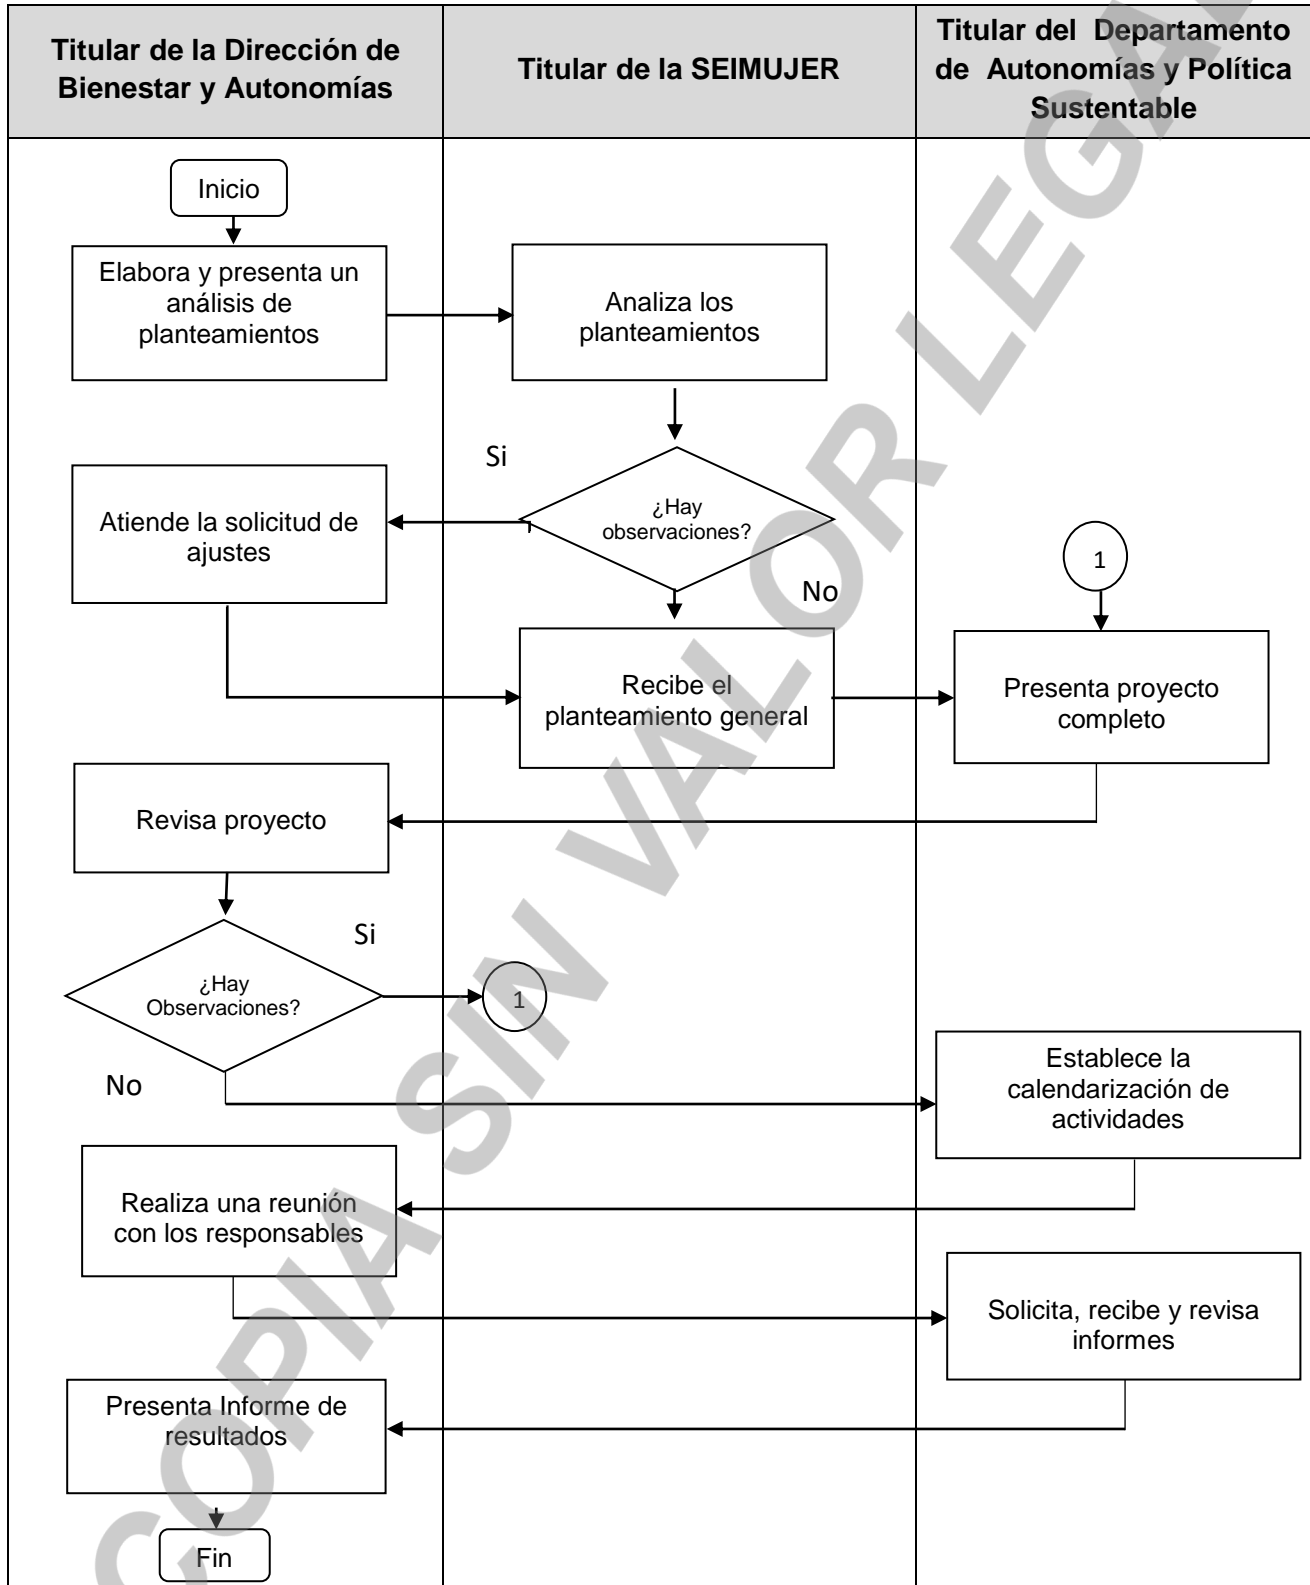 Titular de la Dirección de
Bienestar y Autonomías
Titular de la SEIMUJER
Titular del Departamento
de Autonomías y Política
Sustentable
Inicio
Elabora y presenta un
análisis de
planteamientos
Analiza los
planteamientos
Si
¿Hay
observaciones?
Atiende la solicitud de
ajustes
No
1
Recibe el
planteamiento general
Presenta proyecto
completo
Revisa proyecto
Si
¿Hay
Observaciones?
1
No
Establece la
calendarización de
actividades
Realiza una reunión
con los responsables
Solicita, recibe y revisa
informes
Presenta Informe de
resultados
Fin
COPIA SIN VALOR LEGAL